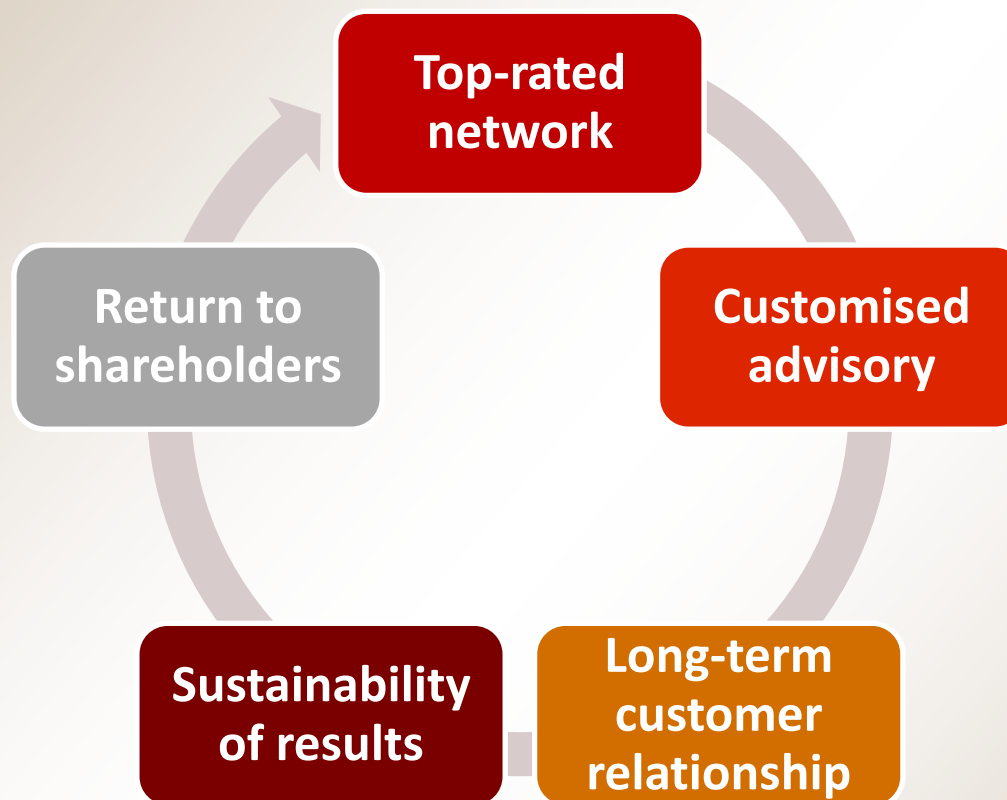 Top-rated
network
Customised
advisory
Long-term
customer
relationship
Sustainability
of results
Return to
shareholders